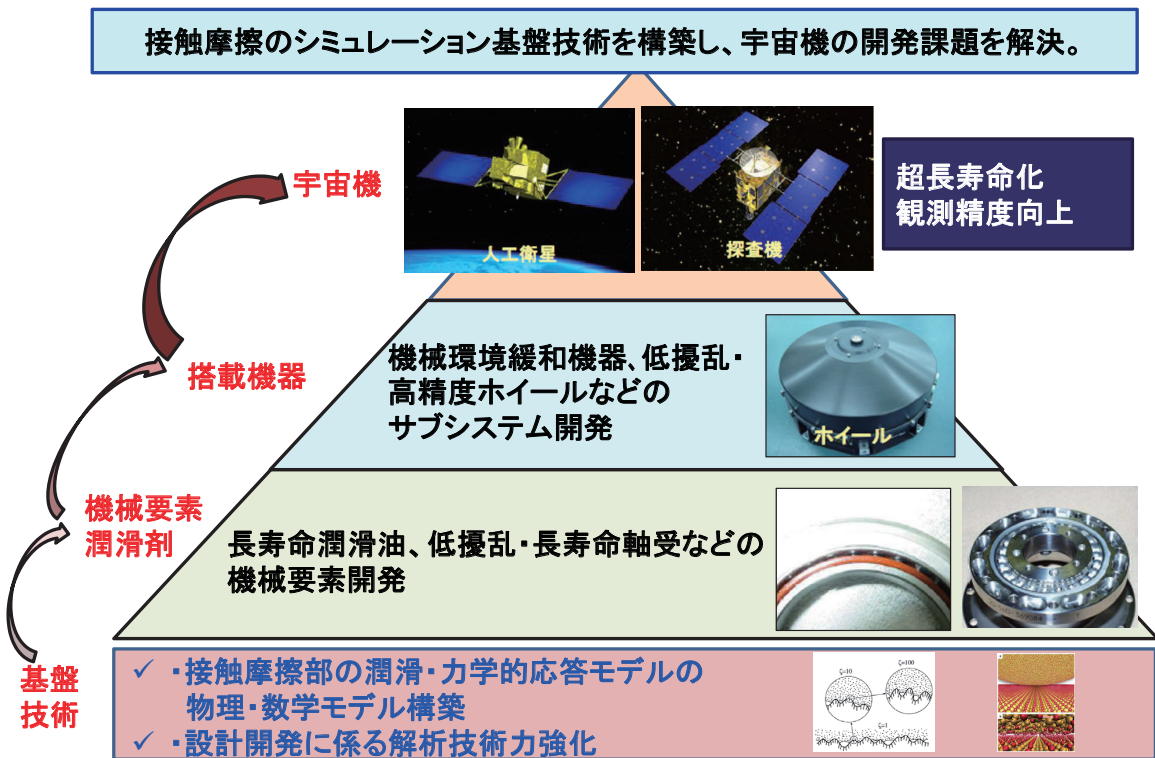 接触摩擦のシミュレーション基盤技術を構築し、宇宙機の開発課題を解決。
宇宙機
人工衛星
探査機
超長寿命化
観測精度向上
搭載機器
機械環境緩和機器、低擾乱・
高精度ホイールなどの
サブシステム開発
ホイール
機械要素
潤滑剤
長寿命潤滑油、低擾乱・長寿命軸受などの
機械要素開発
基盤
技術
✓ ・接触摩擦部の潤滑・力学的応答モデルの
物理・数学モデル構築
✓ ・設計開発に係る解析技術力強化
ζ=10
ζ=100
ζ=1